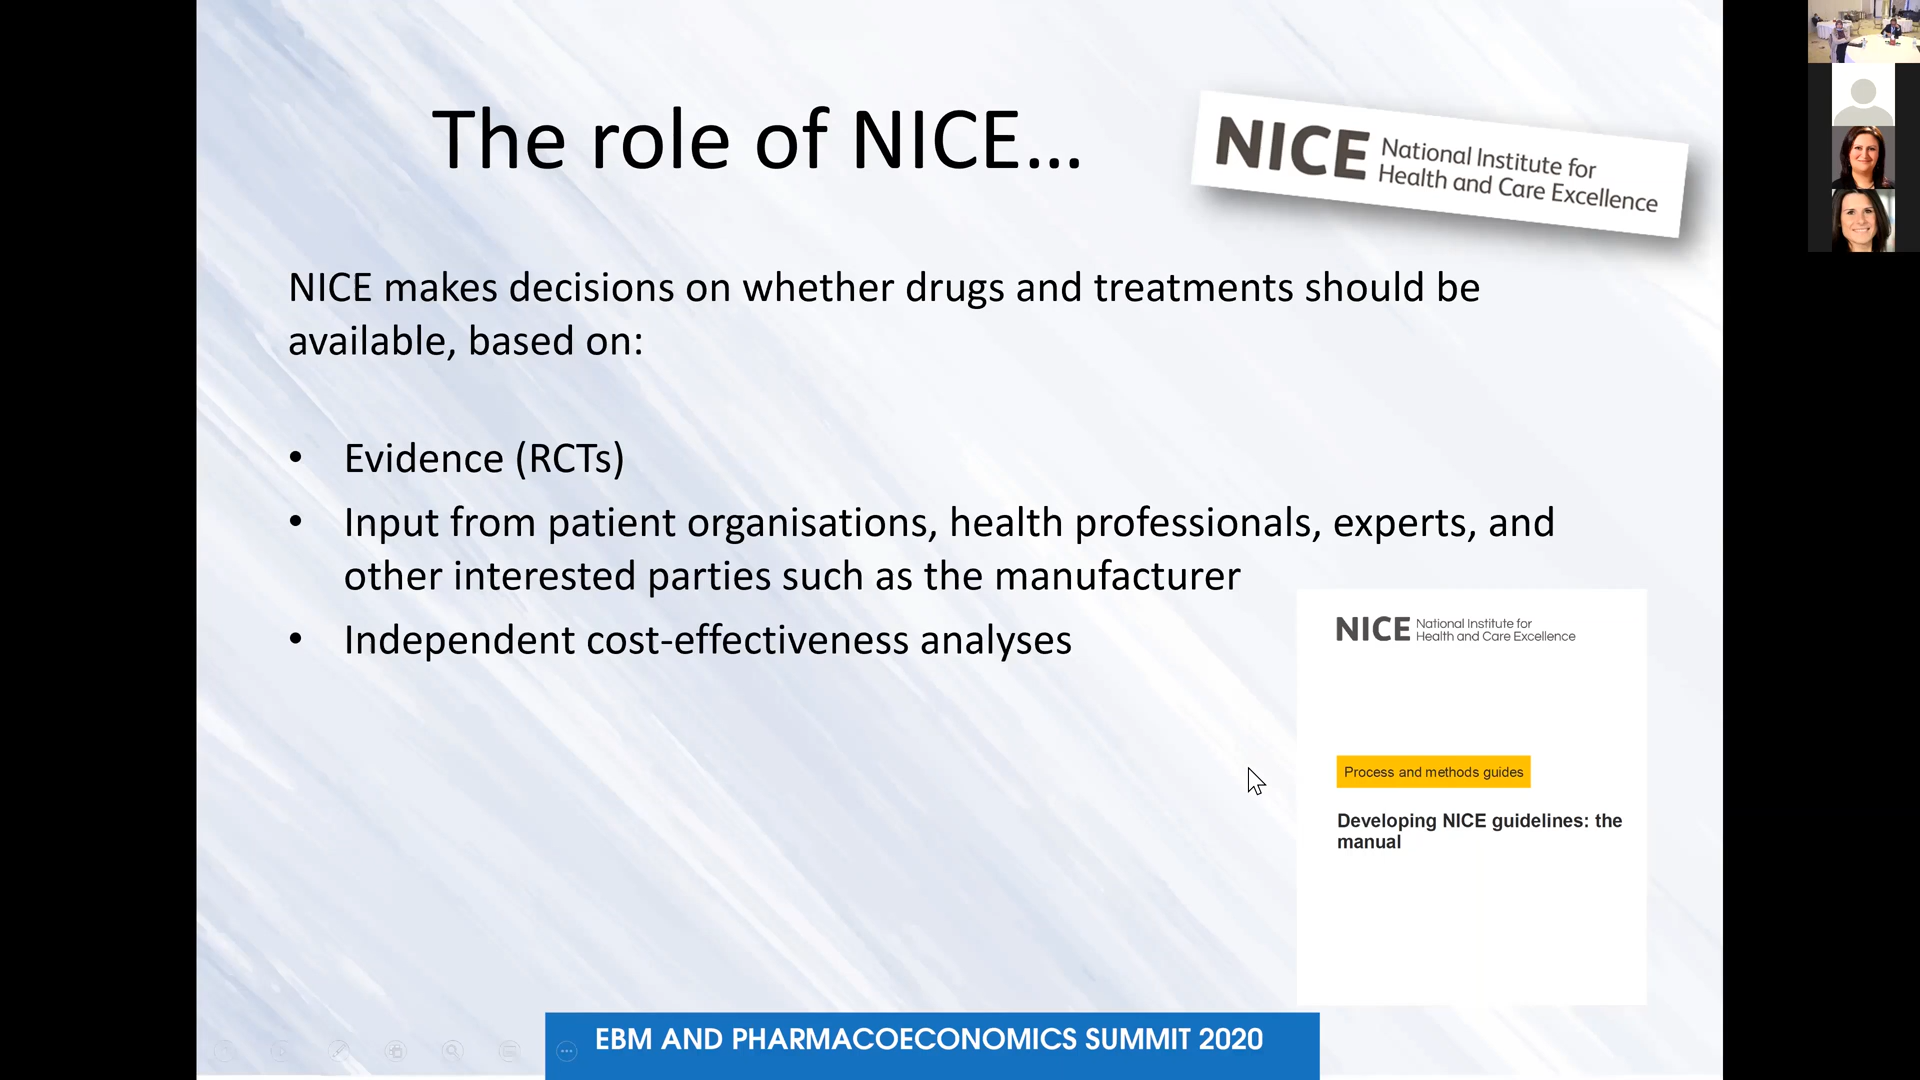 The role of NICE...
NICE National Institute for
Health and Care Excellence
NICE makes decisions on whether drugs and treatments should be
available, based on:
• Evidence (RCTs)
• Input from patient organisations, health professionals, experts, and
other interested parties such as the manufacturer
• Independent cost-effectiveness analyses
NICE National Institute for
Health and Care Excellence
Process and methods guides
Developing NICE guidelines: the
manual
EBM AND PHARMACOECONOMICS SUMMIT 2020